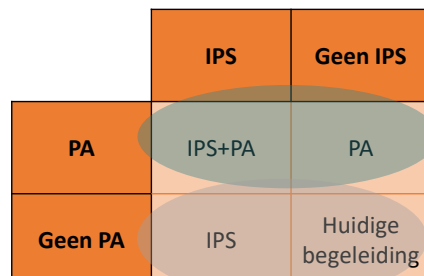 IPS
Geen IPS
PA
IPS+PA
PA
Geen PA
IPS
Huidige
begeleiding